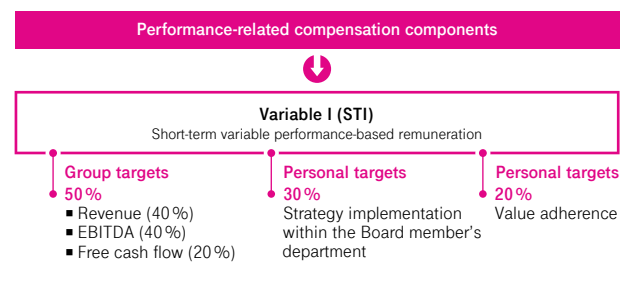 Performance-related compensation components
Variable I (STI)
Short-term variable performance-based remuneration
Group targets
50 %
▪ Revenue (40 %)
▪ EBITDA (40 %)
▪ Free cash flow (20 %)
Personal targets
30 %
Strategy implementation
within the Board member’s
department
Personal targets
20 %
Value adherence